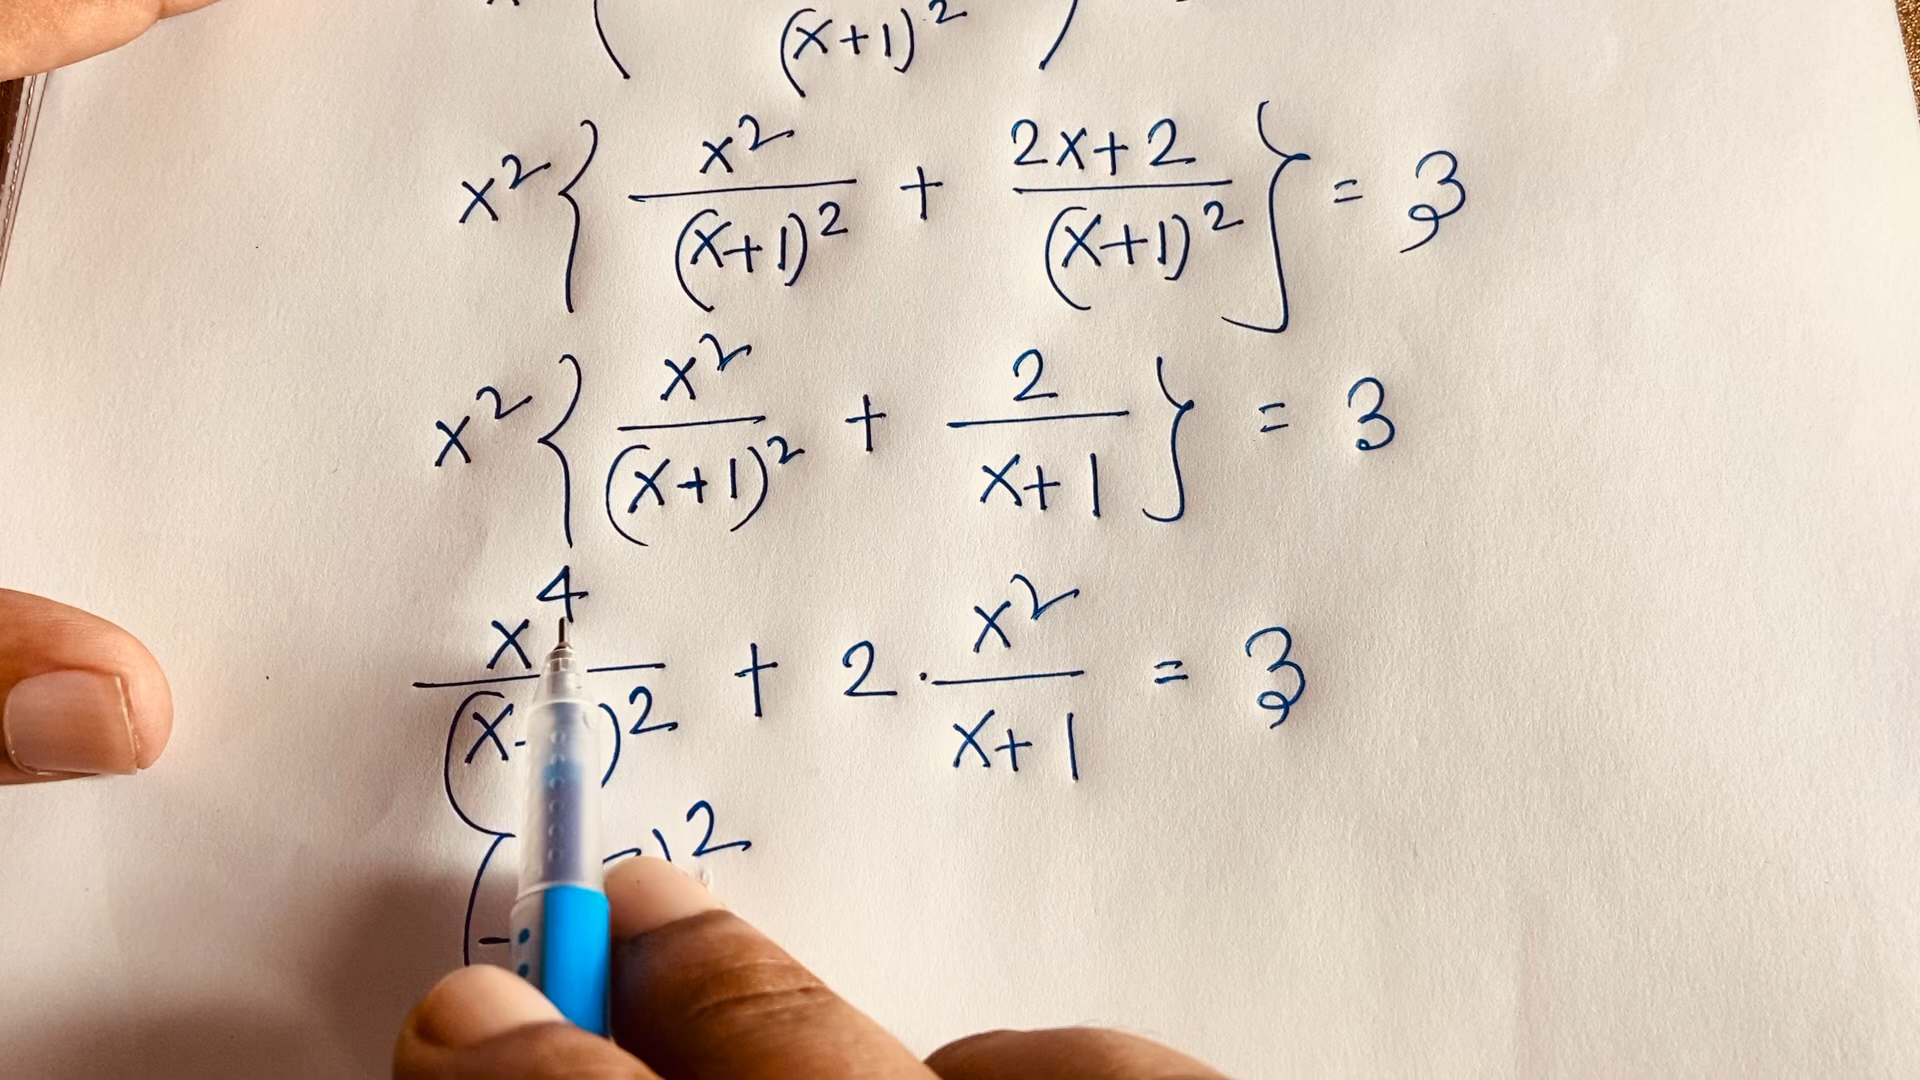 (x+1)²
x² { x²/(x+1)² + 2x+2/(x+1)² } = 3
x² { x²/(x+1)² + 2/x+1 } = 3
x⁴/(x- )² + 2 · x²/x+1 = 3
2